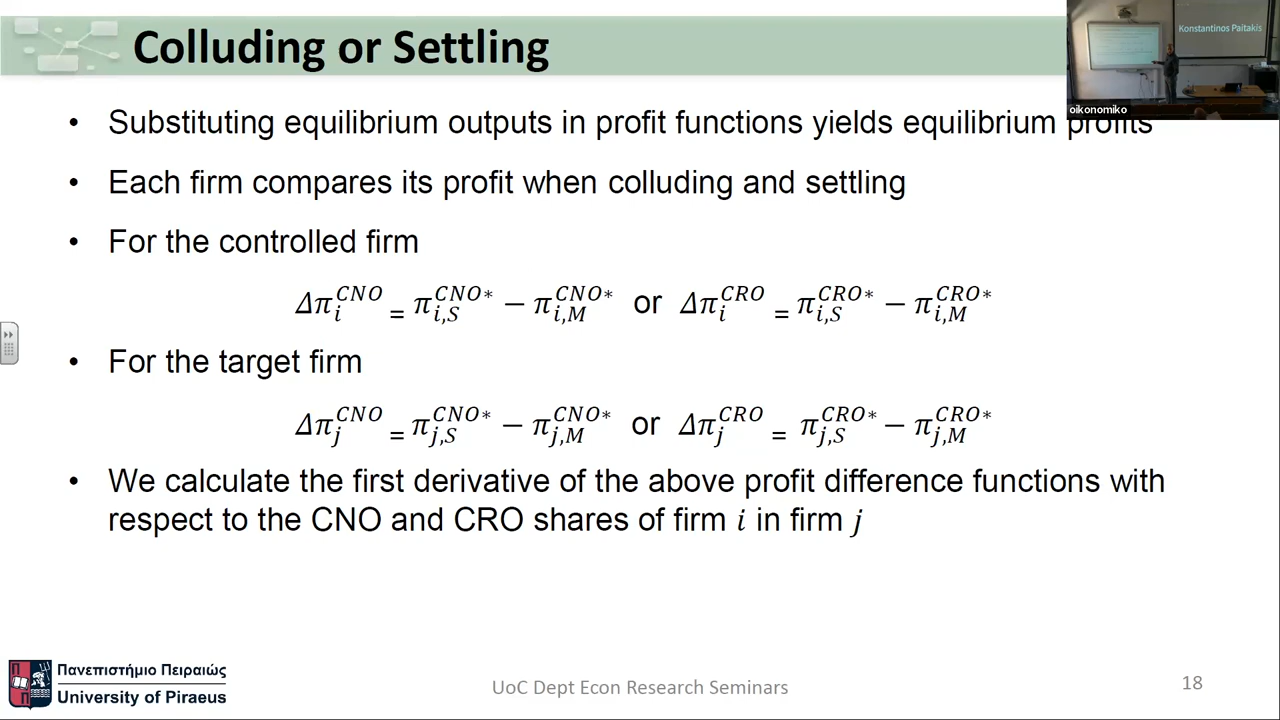 Colluding or Settling
Konstantinos Paitakis
oikonomiko
• Substituting equilibrium outputs in profit functions yields equilibrium profits
• Each firm compares its profit when colluding and settling
• For the controlled firm
Δπ_i^{CNO} = π_{i,S}^{CNO*} − π_{i,M}^{CNO*} or Δπ_i^{CRO} = π_{i,S}^{CRO*} − π_{i,M}^{CRO*}
• For the target firm
Δπ_j^{CNO} = π_{j,S}^{CNO*} − π_{j,M}^{CNO*} or Δπ_j^{CRO} = π_{j,S}^{CRO*} − π_{j,M}^{CRO*}
• We calculate the first derivative of the above profit difference functions with
respect to the CNO and CRO shares of firm i in firm j
Πανεπιστήμιο Πειραιώς
University of Piraeus
UoC Dept Econ Research Seminars
18